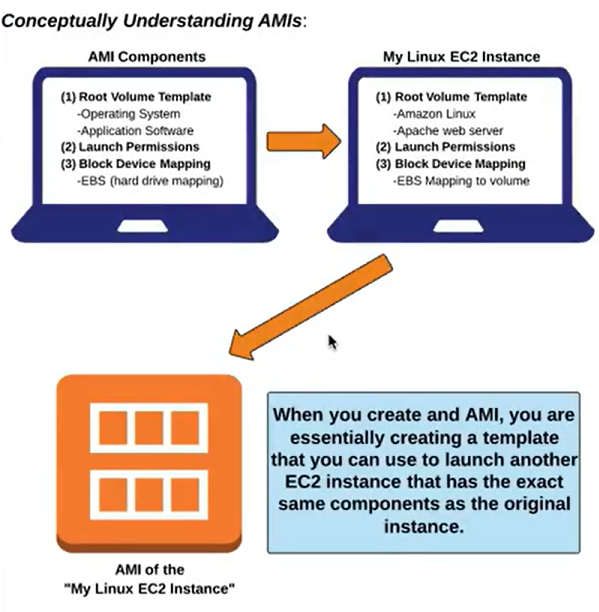 Conceptually Understanding AMIs:
AMI Components
(1) Root Volume Template
-Operating System
-Application Software
(2) Launch Permissions
(3) Block Device Mapping
-EBS (hard drive mapping)
My Linux EC2 Instance
(1) Root Volume Template
-Amazon Linux
-Apache web server
(2) Launch Permissions
(3) Block Device Mapping
-EBS Mapping to volume
When you create and AMI, you are
essentially creating a template
that you can use to launch another
EC2 instance that has the exact
same components as the original
instance.
AMI of the
"My Linux EC2 Instance"